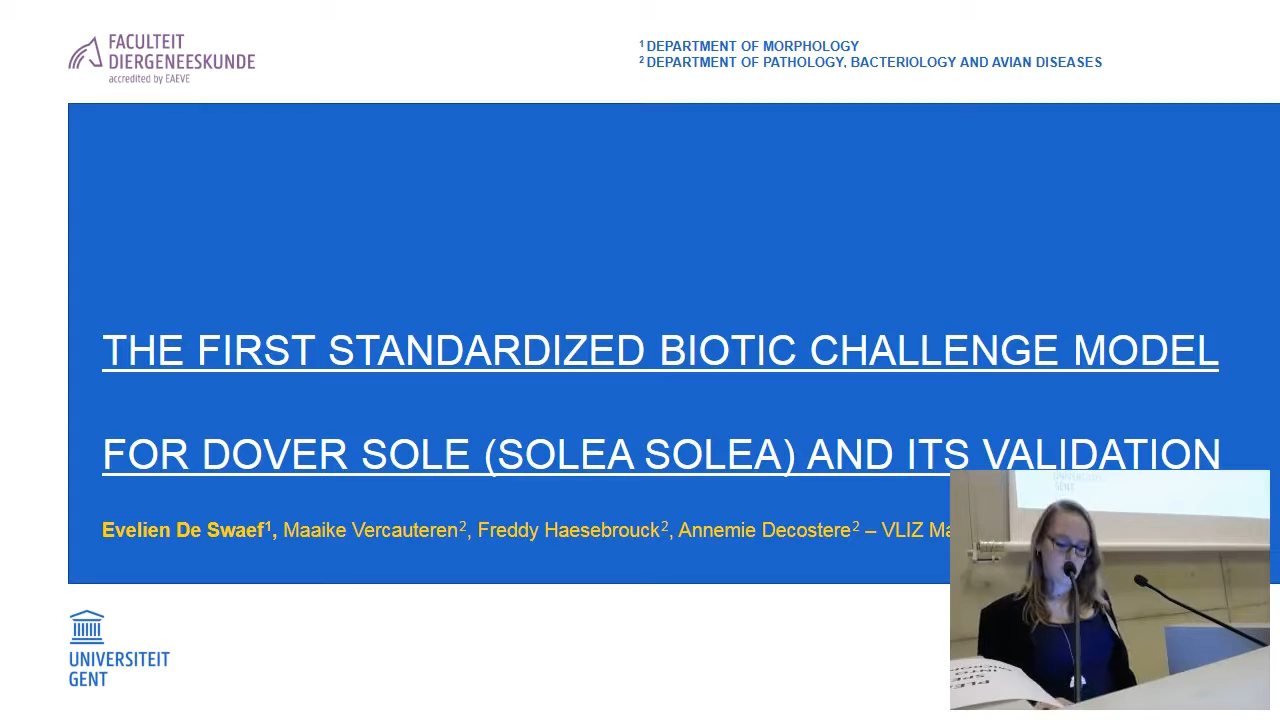 FACULTEIT
DIERGENEESKUNDE
accredited by EAEVE
¹ DEPARTMENT OF MORPHOLOGY
² DEPARTMENT OF PATHOLOGY, BACTERIOLOGY AND AVIAN DISEASES
THE FIRST STANDARDIZED BIOTIC CHALLENGE MODEL
FOR DOVER SOLE (SOLEA SOLEA) AND ITS VALIDATION
Evelien De Swaef¹, Maaike Vercauteren², Freddy Haesebrouck², Annemie Decostere² – VLIZ
UNIVERSITEIT
GENT
UNIVERSITEIT
GENT